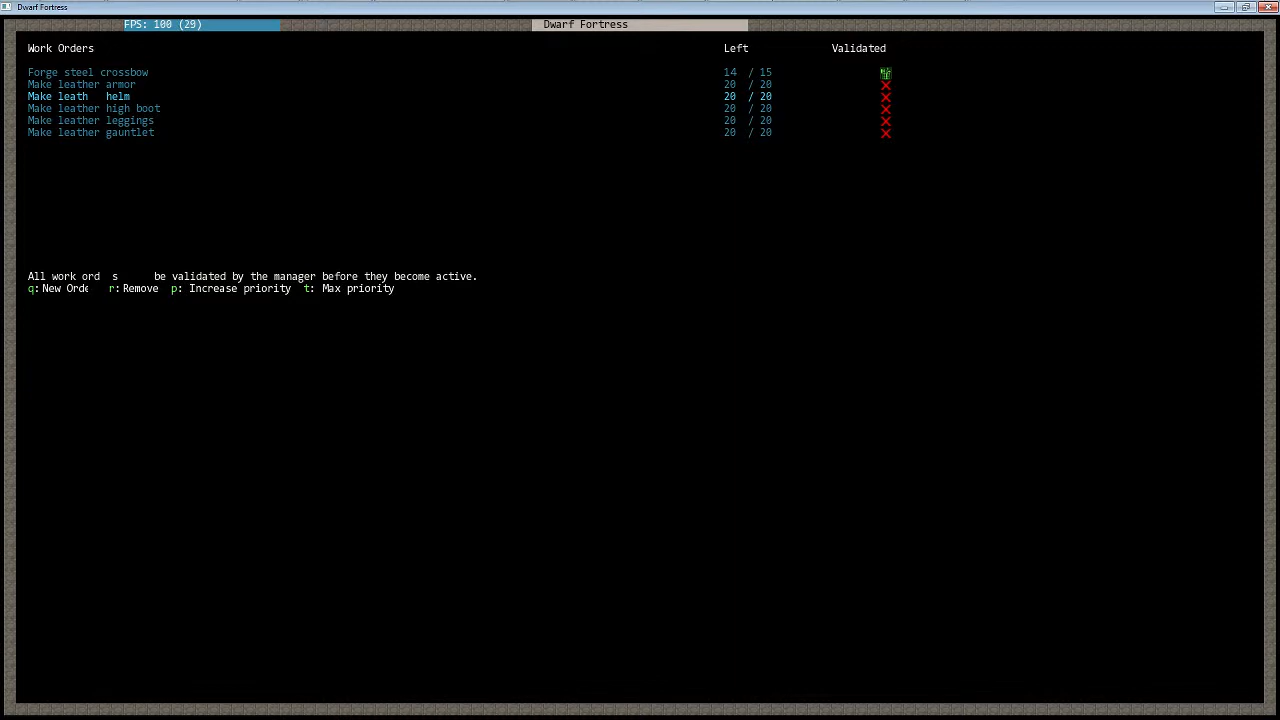 Dwarf Fortress
FPS: 100 (29) Dwarf Fortress
Work Orders Left Validated
Forge steel crossbow 14 / 15
Make leather armor 20 / 20
Make leath helm 20 / 20
Make leather high boot 20 / 20
Make leather leggings 20 / 20
Make leather gauntlet 20 / 20
All work ord s be validated by the manager before they become active.
q: New Orde r: Remove p: Increase priority t: Max priority